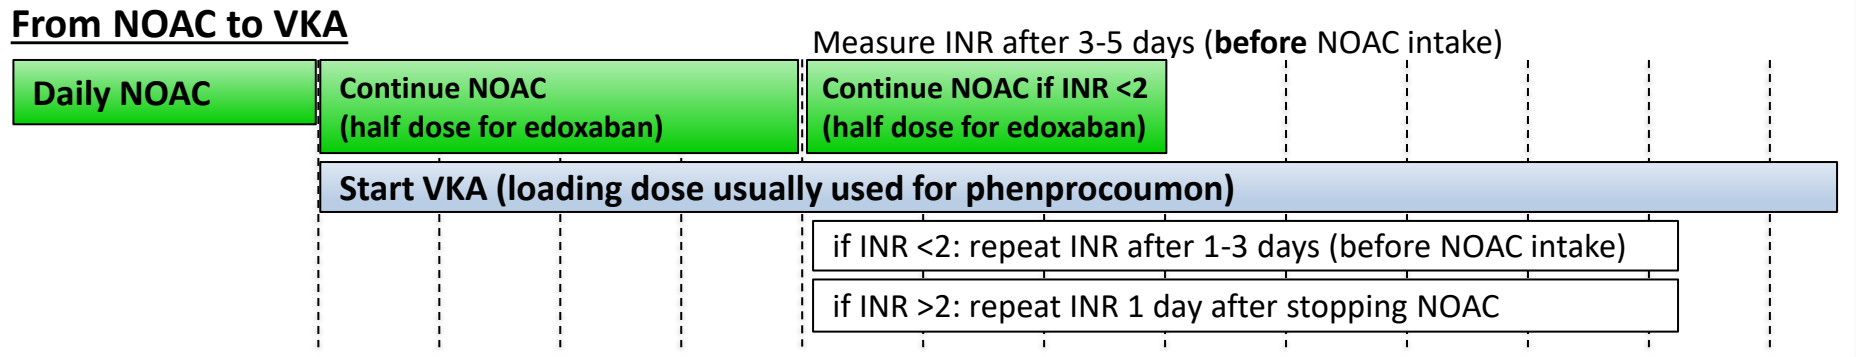 From NOAC to VKA
Measure INR after 3-5 days (before NOAC intake)
Daily NOAC
Continue NOAC
(half dose for edoxaban)
Continue NOAC if INR <2
(half dose for edoxaban)
Start VKA (loading dose usually used for phenprocoumon)
if INR <2: repeat INR after 1-3 days (before NOAC intake)
if INR >2: repeat INR 1 day after stopping NOAC